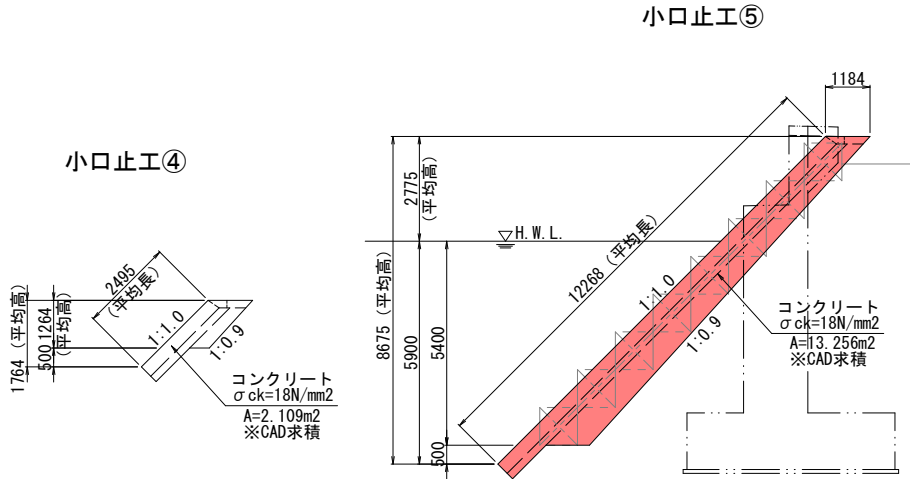 小口止工⑤
1184
小口止工④
2775
(平均高)
H.W.L.
12268 (平均長)
8675 (平均高)
5900
5400
500
1:1.0
1:0.9
コンクリート
σck=18N/mm2
A=13.256m2
※CAD求積
2495
(平均長)
1764 (平均高)
1264
(平均高)
500
1:1.0
1:0.9
コンクリート
σck=18N/mm2
A=2.109m2
※CAD求積